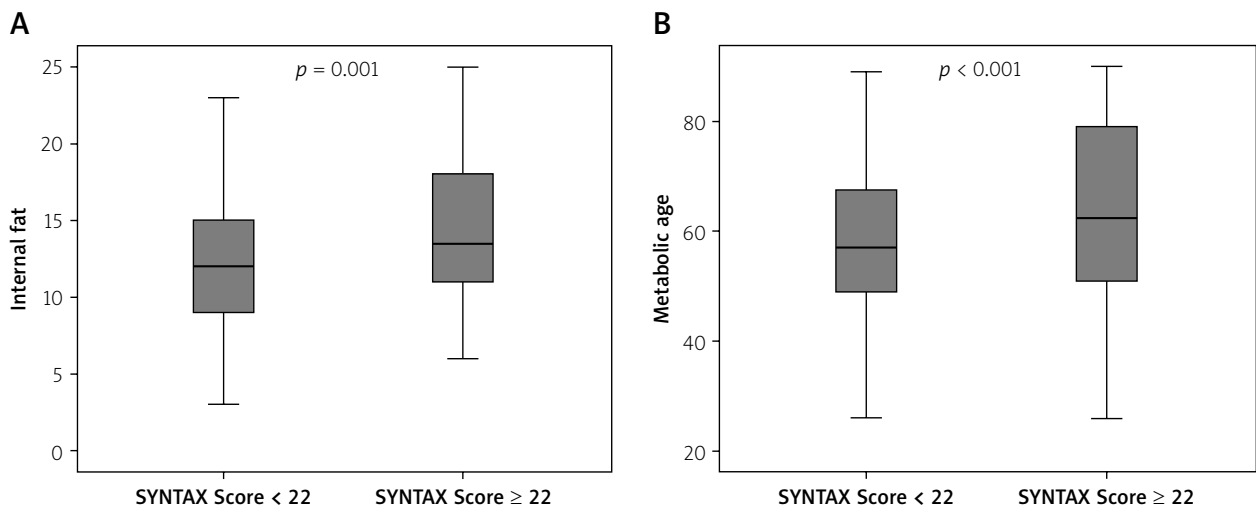 A
p = 0.001
Internal fat
25
20
15
10
5
0
SYNTAX Score < 22
SYNTAX Score ≥ 22
B
p < 0.001
Metabolic age
80
60
40
20
SYNTAX Score < 22
SYNTAX Score ≥ 22